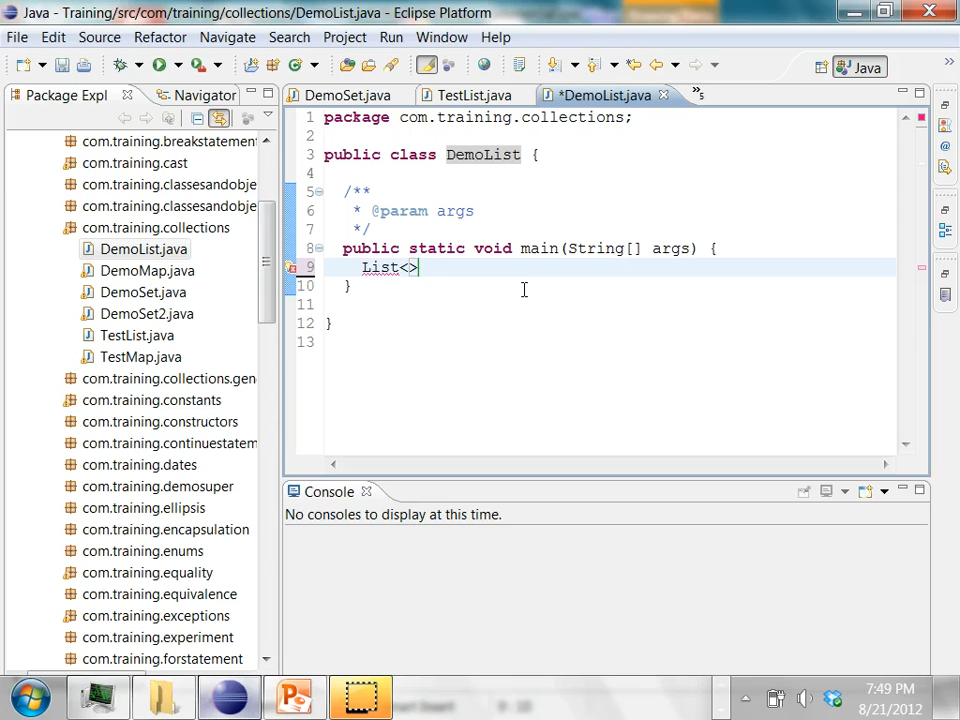 Java - Training/src/com/training/collections/DemoList.java - Eclipse Platform
File Edit Source Refactor Navigate Search Project Run Window Help
Java
Package Expl
Navigator
DemoSet.java
TestList.java
*DemoList.java
»5
com.training.breakstatement
com.training.cast
com.training.classesandobje
com.training.classesandobje
com.training.collections
DemoList.java
DemoMap.java
DemoSet.java
DemoSet2.java
TestList.java
TestMap.java
com.training.collections.gen
com.training.constants
com.training.constructors
com.training.continuestatem
com.training.dates
com.training.demosuper
com.training.ellipsis
com.training.encapsulation
com.training.enums
com.training.equality
com.training.equivalence
com.training.exceptions
com.training.experiment
com.training.forstatement
1 package com.training.collections;
2
3 public class DemoList {
4
5 /**
6 * @param args
7 */
8 public static void main(String[] args) {
9 List<>
10 }
11
12 }
13
Console
No consoles to display at this time.
7:49 PM
8/21/2012